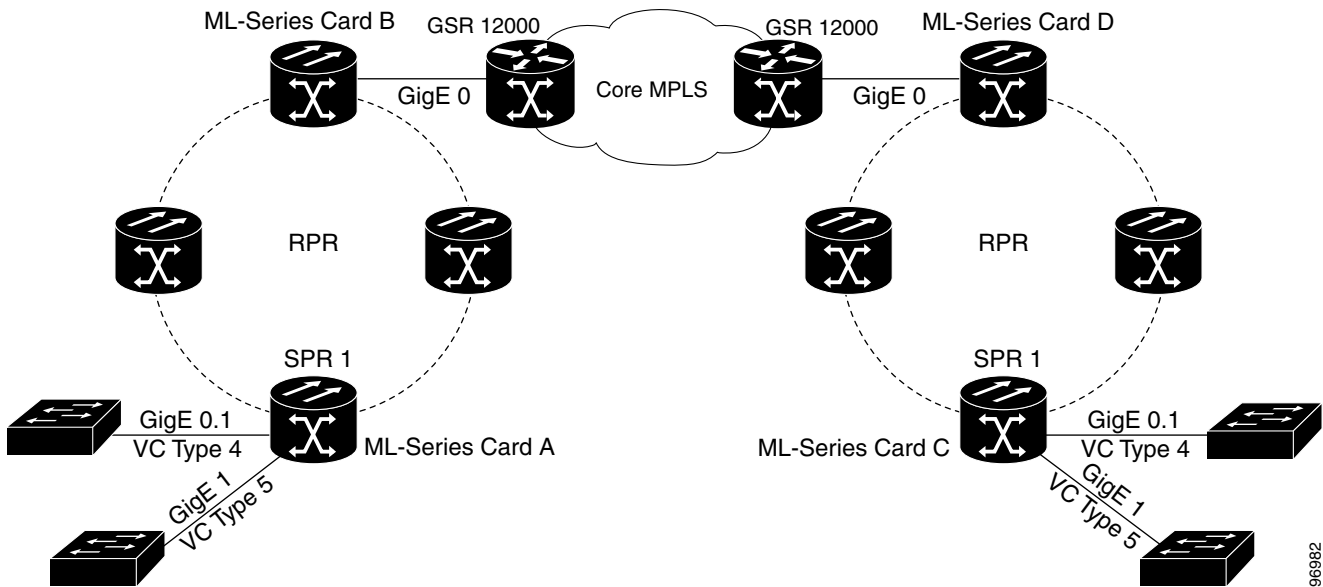 ML-Series Card B
GSR 12000
GSR 12000
ML-Series Card D
GigE 0
Core MPLS
GigE 0
RPR
RPR
SPR 1
SPR 1
GigE 0.1
VC Type 4
ML-Series Card A
GigE 1
VC Type 5
ML-Series Card C
GigE 0.1
VC Type 4
GigE 1
VC Type 5
96982